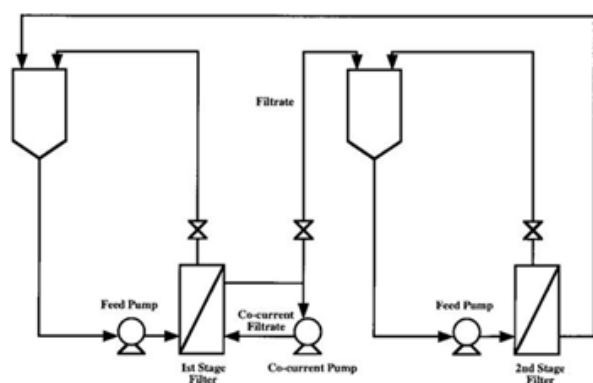 Filtrate
Feed Pump
Co-current
Filtrate
Feed Pump
1st Stage
Filter
Co-current Pump
2nd Stage
Filter